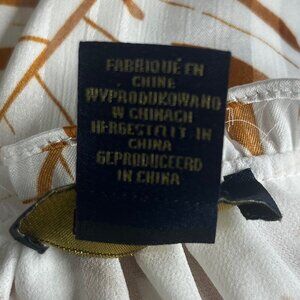 FABRIQUÉ EN
CHINE
WYPRODUKOWANO
W CHINACH
HERGESTELLT IN
CHINA
GEPRODUCEERD
IN CHINA